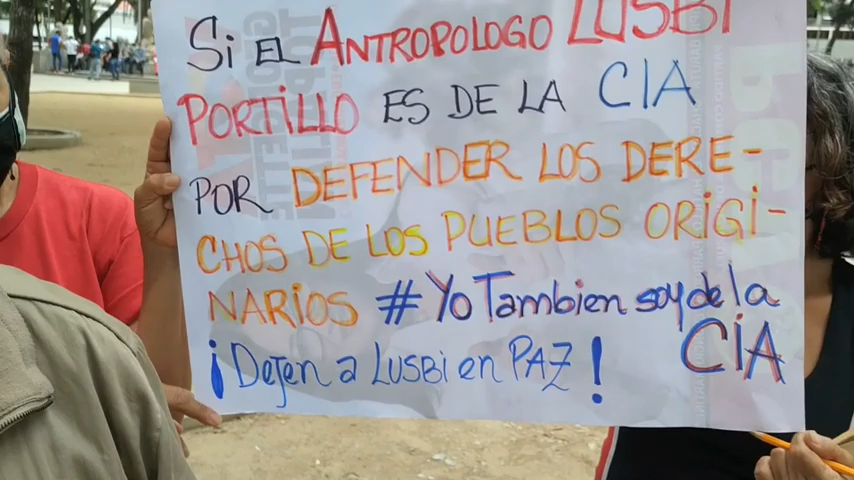 Si EL ANTROPOLOGO LUSBI
PORTiLLO ES DE LA CIA
POR DEFENDER LOS DERE-
CHOS DE LOS PUEBLOS ORiGi-
NARiOS #YoTambien soy de la
CiA
¡Dejen a LUSBi en PAZ!